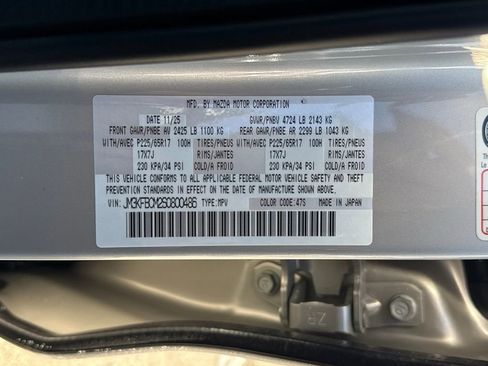 MFD. BY MAZDA MOTOR CORPORATION
DATE 11/25 GVWR/PNBV 4724 LB 2143 KG
FRONT GAWR/PNBE AV 2425 LB 1100 KG REAR GAWR/PNBE AR 2299 LB 1043 KG
WITH/AVEC P225/65R17 100H TIRES/PNEUS WITH/AVEC P225/65R17 100H TIRES/PNEUS
17X7J RIMS/JANTES 17X7J RIMS/JANTES
230 KPA/34 PSI COLD/A FROID 230 KPA/34 PSI COLD/A FROID
THIS VEHICLE CONFORMS TO ALL APPLICABLE FEDERAL MOTOR VEHICLE SAFETY AND THEFT PREVENTION
STANDARDS IN EFFECT ON THE DATE OF MANUFACTURE SHOWN ABOVE.
VIN: JM3KFBCM2S0800486 TYPE: MPV COLOR CODE: 47S MADE IN JAPAN